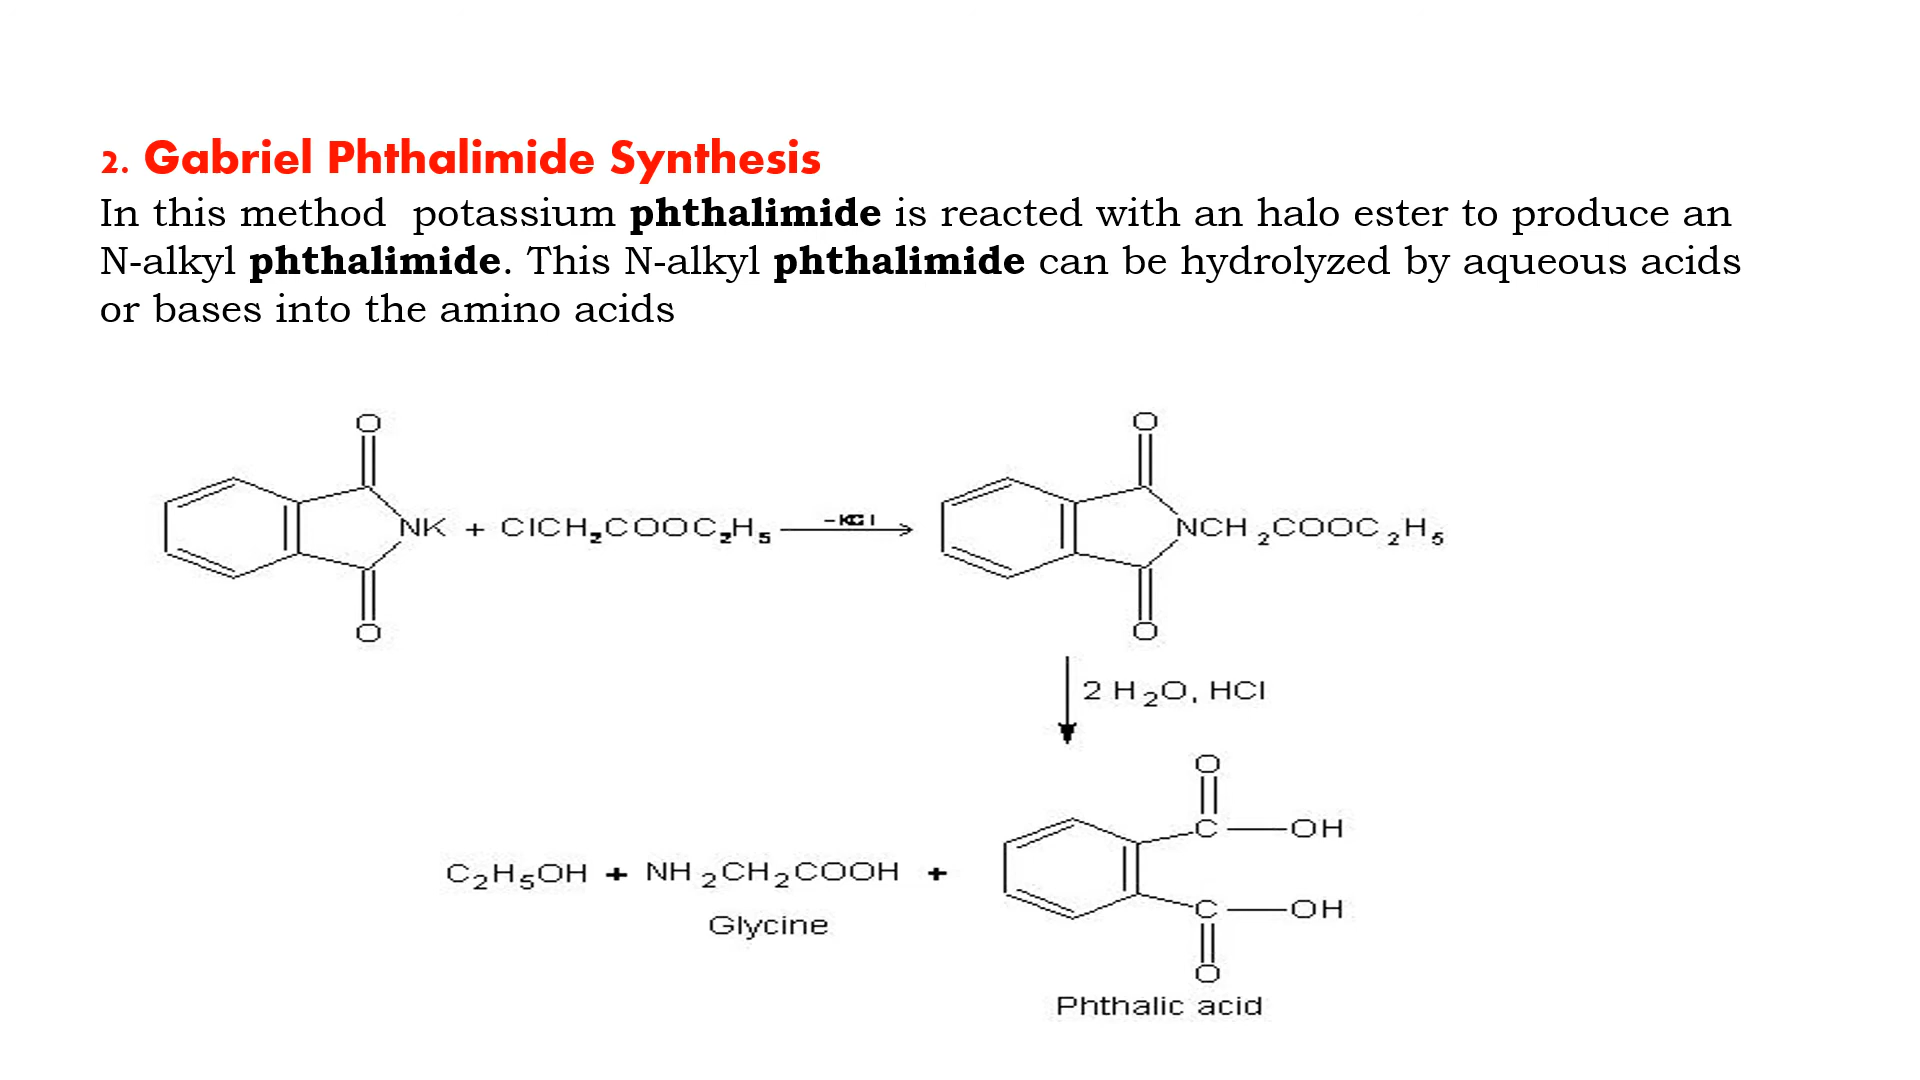 2. Gabriel Phthalimide Synthesis
In this method potassium phthalimide is reacted with an halo ester to produce an
N-alkyl phthalimide. This N-alkyl phthalimide can be hydrolyzed by aqueous acids
or bases into the amino acids
O
O
NK + ClCH₂COOC₂H₅
-KCl
NCH₂COOC₂H₅
O
O
2 H₂O, HCl
O
C
OH
C₂H₅OH + NH₂CH₂COOH +
C
OH
Glycine
O
Phthalic acid